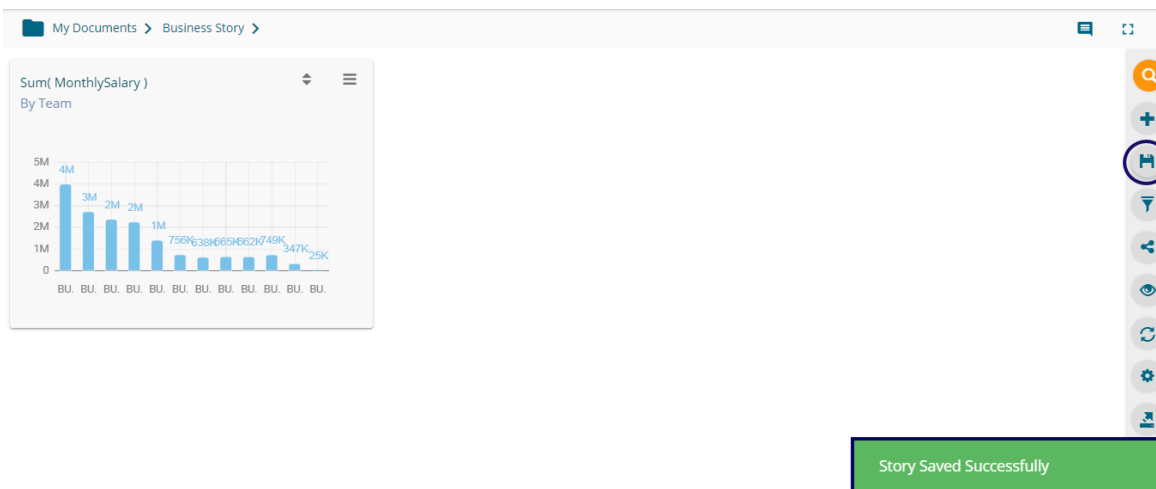 My Documents > Business Story >
Sum( MonthlySalary )
By Team
5M
4M
3M
2M
1M
0
4M 3M 2M 2M 1M 756K 638K 665K 662K 749K 347K 25K
BU. BU. BU. BU. BU. BU. BU. BU. BU. BU. BU. BU.
Story Saved Successfully